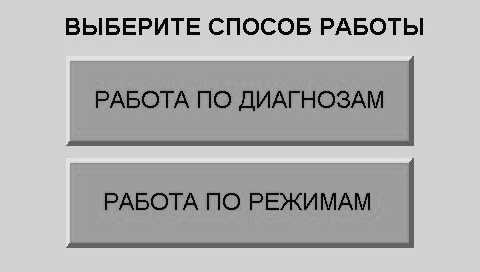 ВЫБЕРИТЕ СПОСОБ РАБОТЫ
РАБОТА ПО ДИАГНОЗАМ
РАБОТА ПО РЕЖИМАМ